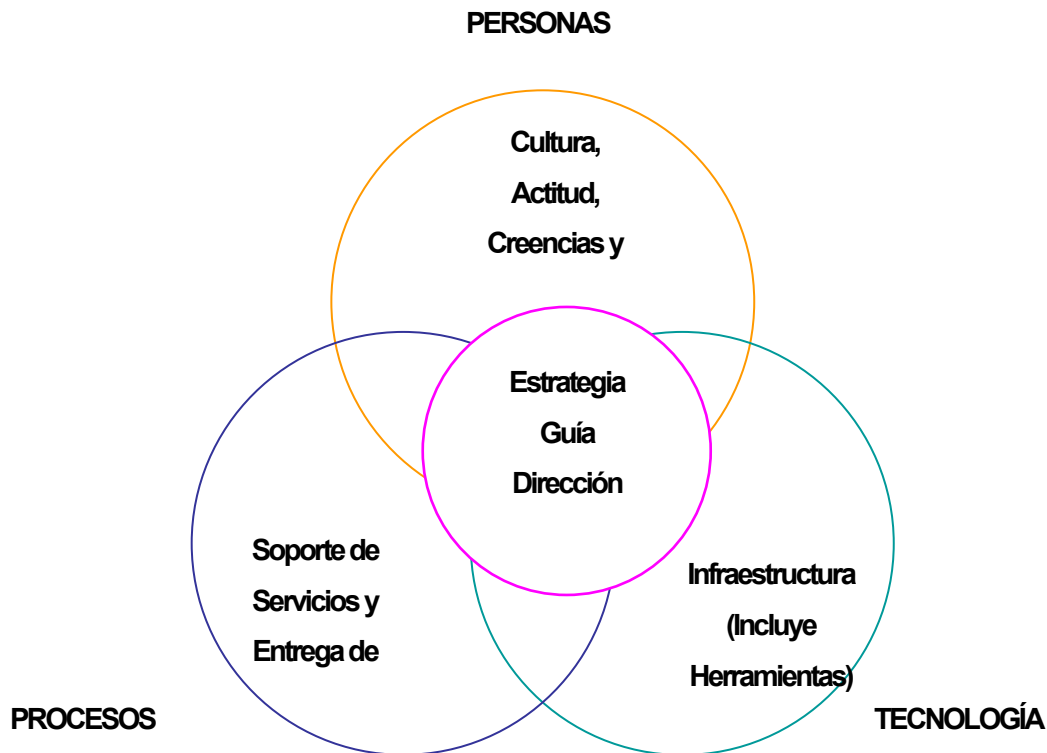 PERSONAS
Cultura,
Actitud,
Creencias y
Estrategia
Guía
Dirección
Soporte de
Servicios y
Entrega de
Infraestructura
(Incluye
Herramientas)
PROCESOS
TECNOLOGÍA